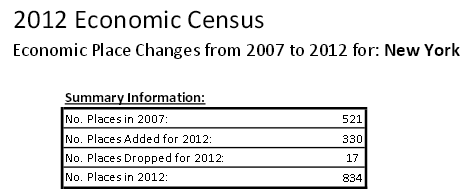 2012 Economic Census
Economic Place Changes from 2007 to 2012 for: New York
Summary Information:
No. Places in 2007: 521
No. Places Added for 2012: 330
No. Places Dropped for 2012: 17
No. Places in 2012: 834